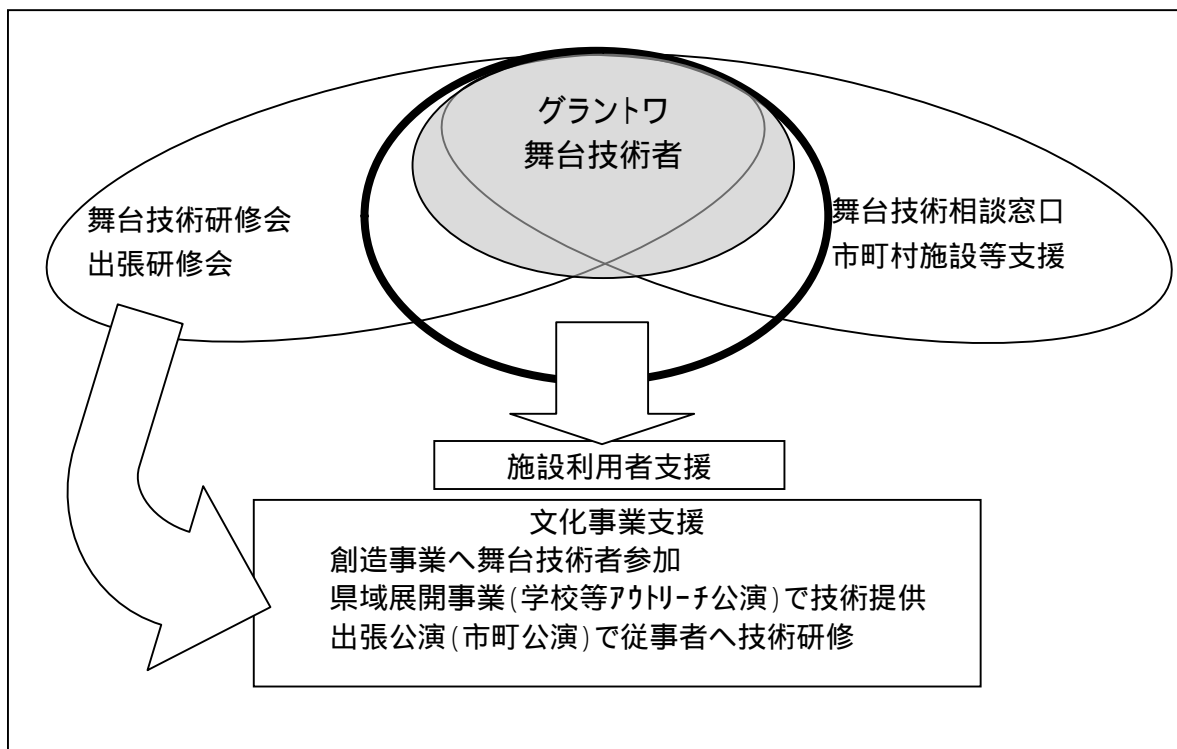 グラントワ
舞台技術者
舞台技術研修会
出張研修会
舞台技術相談窓口
市町村施設等支援
施設利用者支援
文化事業支援
創造事業へ舞台技術者参加
県域展開事業(学校等ｱｳﾄﾘｰﾁ公演)で技術提供
出張公演(市町公演)で従事者へ技術研修